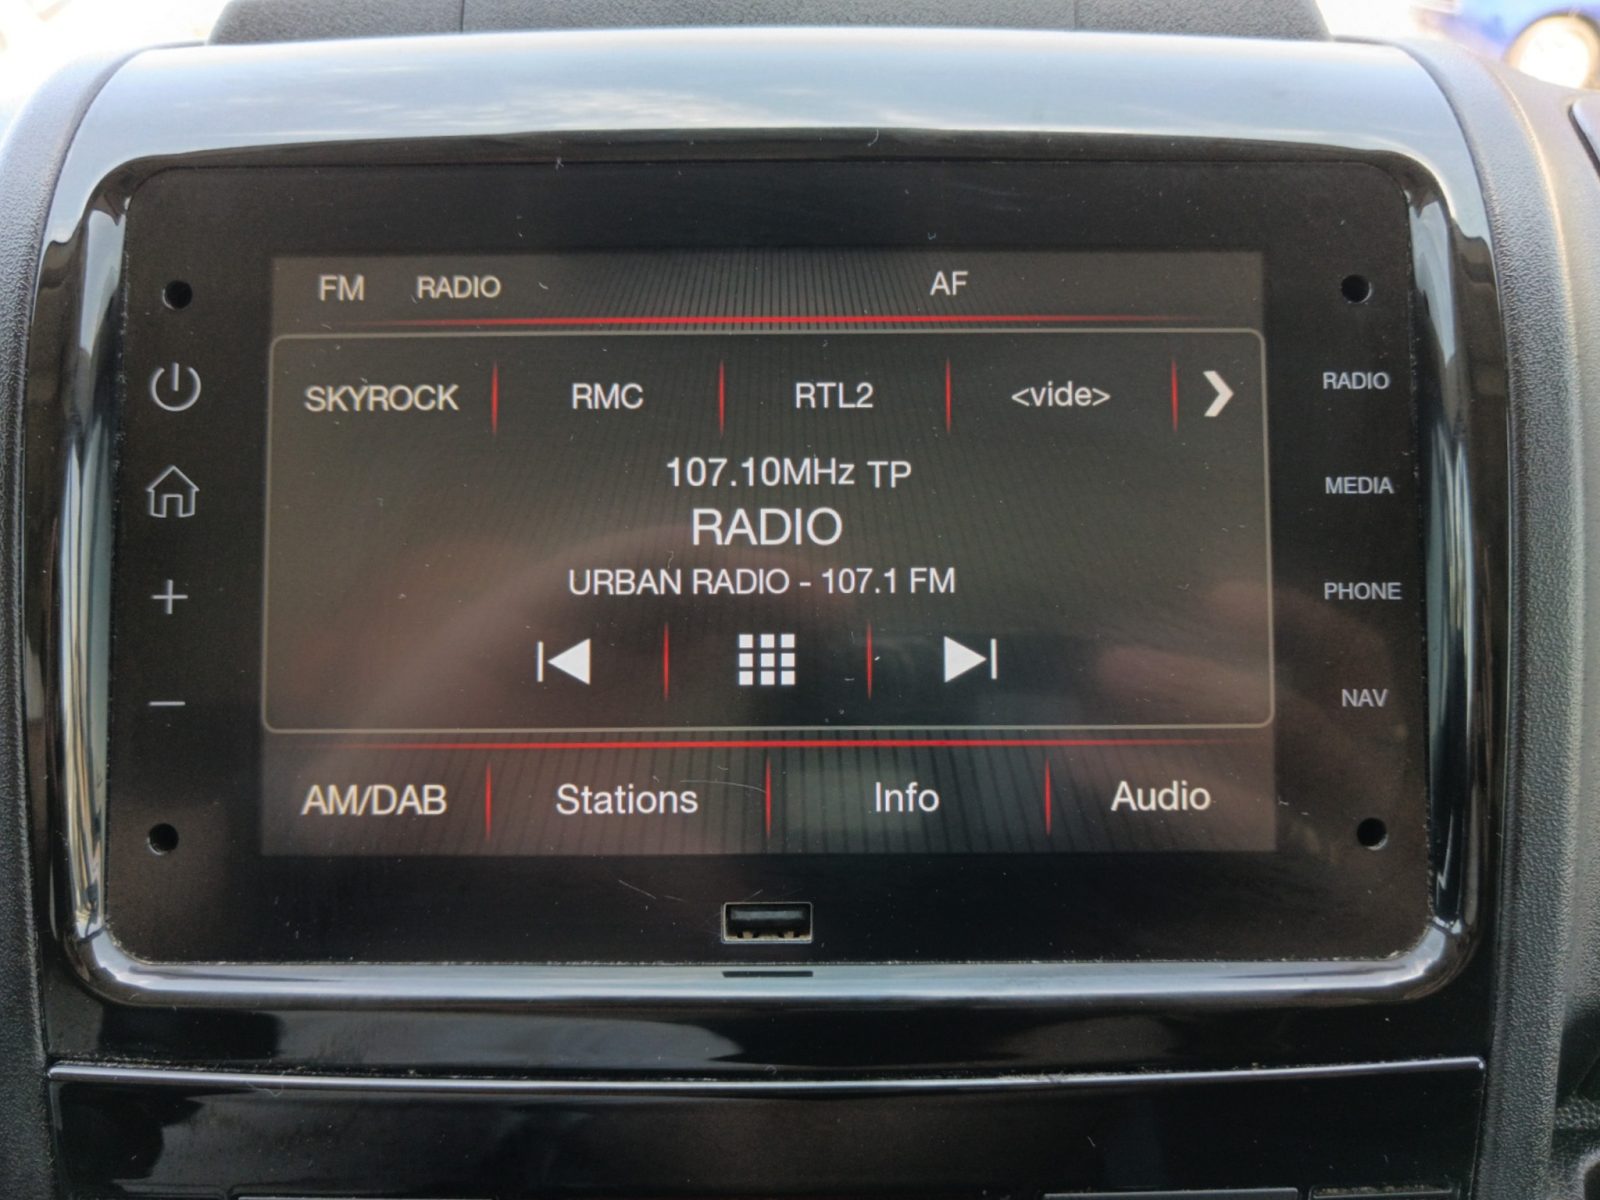 FM RADIO AF
SKYROCK RMC RTL2 <vide>
107.10MHz TP
RADIO
URBAN RADIO - 107.1 FM
AM/DAB Stations Info Audio
RADIO
MEDIA
PHONE
NAV